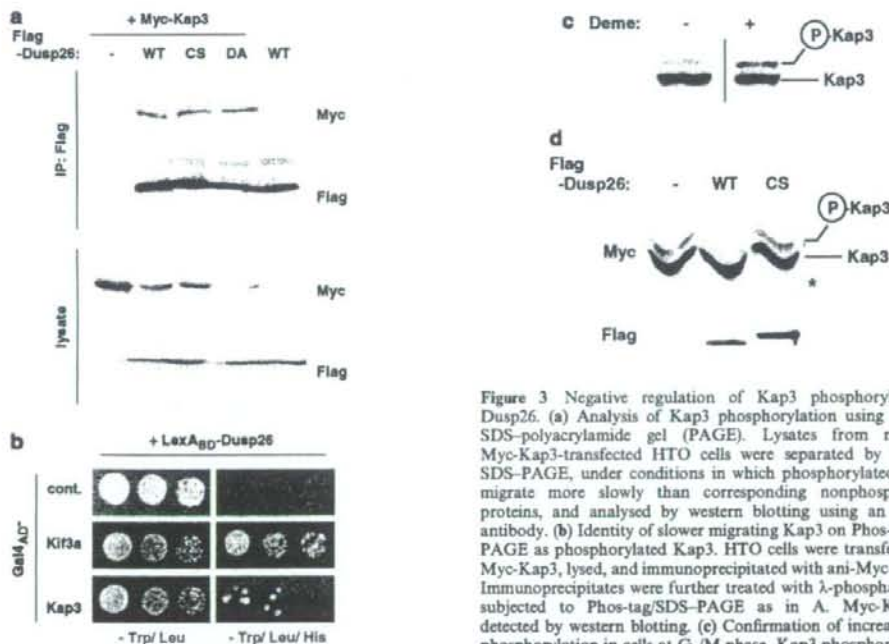 a
+ Myc-Kap3
Flag
-Dusp26: - WT CS DA WT
IP: Flag
Myc
Flag
lysate
Myc
Flag
b
+ LexABD-Dusp26
Gal4AD-
cont.
Kif3a
Kap3
- Trp/ Leu - Trp/ Leu/ His
c Deme: - +
P-Kap3
Kap3
d
Flag
-Dusp26: - WT CS
P-Kap3
Myc
Kap3
*
Flag
Figure 3 Negative regulation of Kap3 phosphoryl
Dusp26. (a) Analysis of Kap3 phosphorylation using
SDS–polyacrylamide gel (PAGE). Lysates from
Myc-Kap3-transfected HTO cells were separated by
SDS–PAGE, under conditions in which phosphorylated
migrate more slowly than corresponding nonphosp
proteins, and analysed by western blotting using an
antibody. (b) Identity of slower migrating Kap3 on Phos-
PAGE as phosphorylated Kap3. HTO cells were transfe
Myc-Kap3, lysed, and immunoprecipitated with ani-Myc
Immunoprecipitates were further treated with λ-phospha
subjected to Phos-tag/SDS–PAGE as in A. Myc-K
detected by western blotting. (c) Confirmation of increa